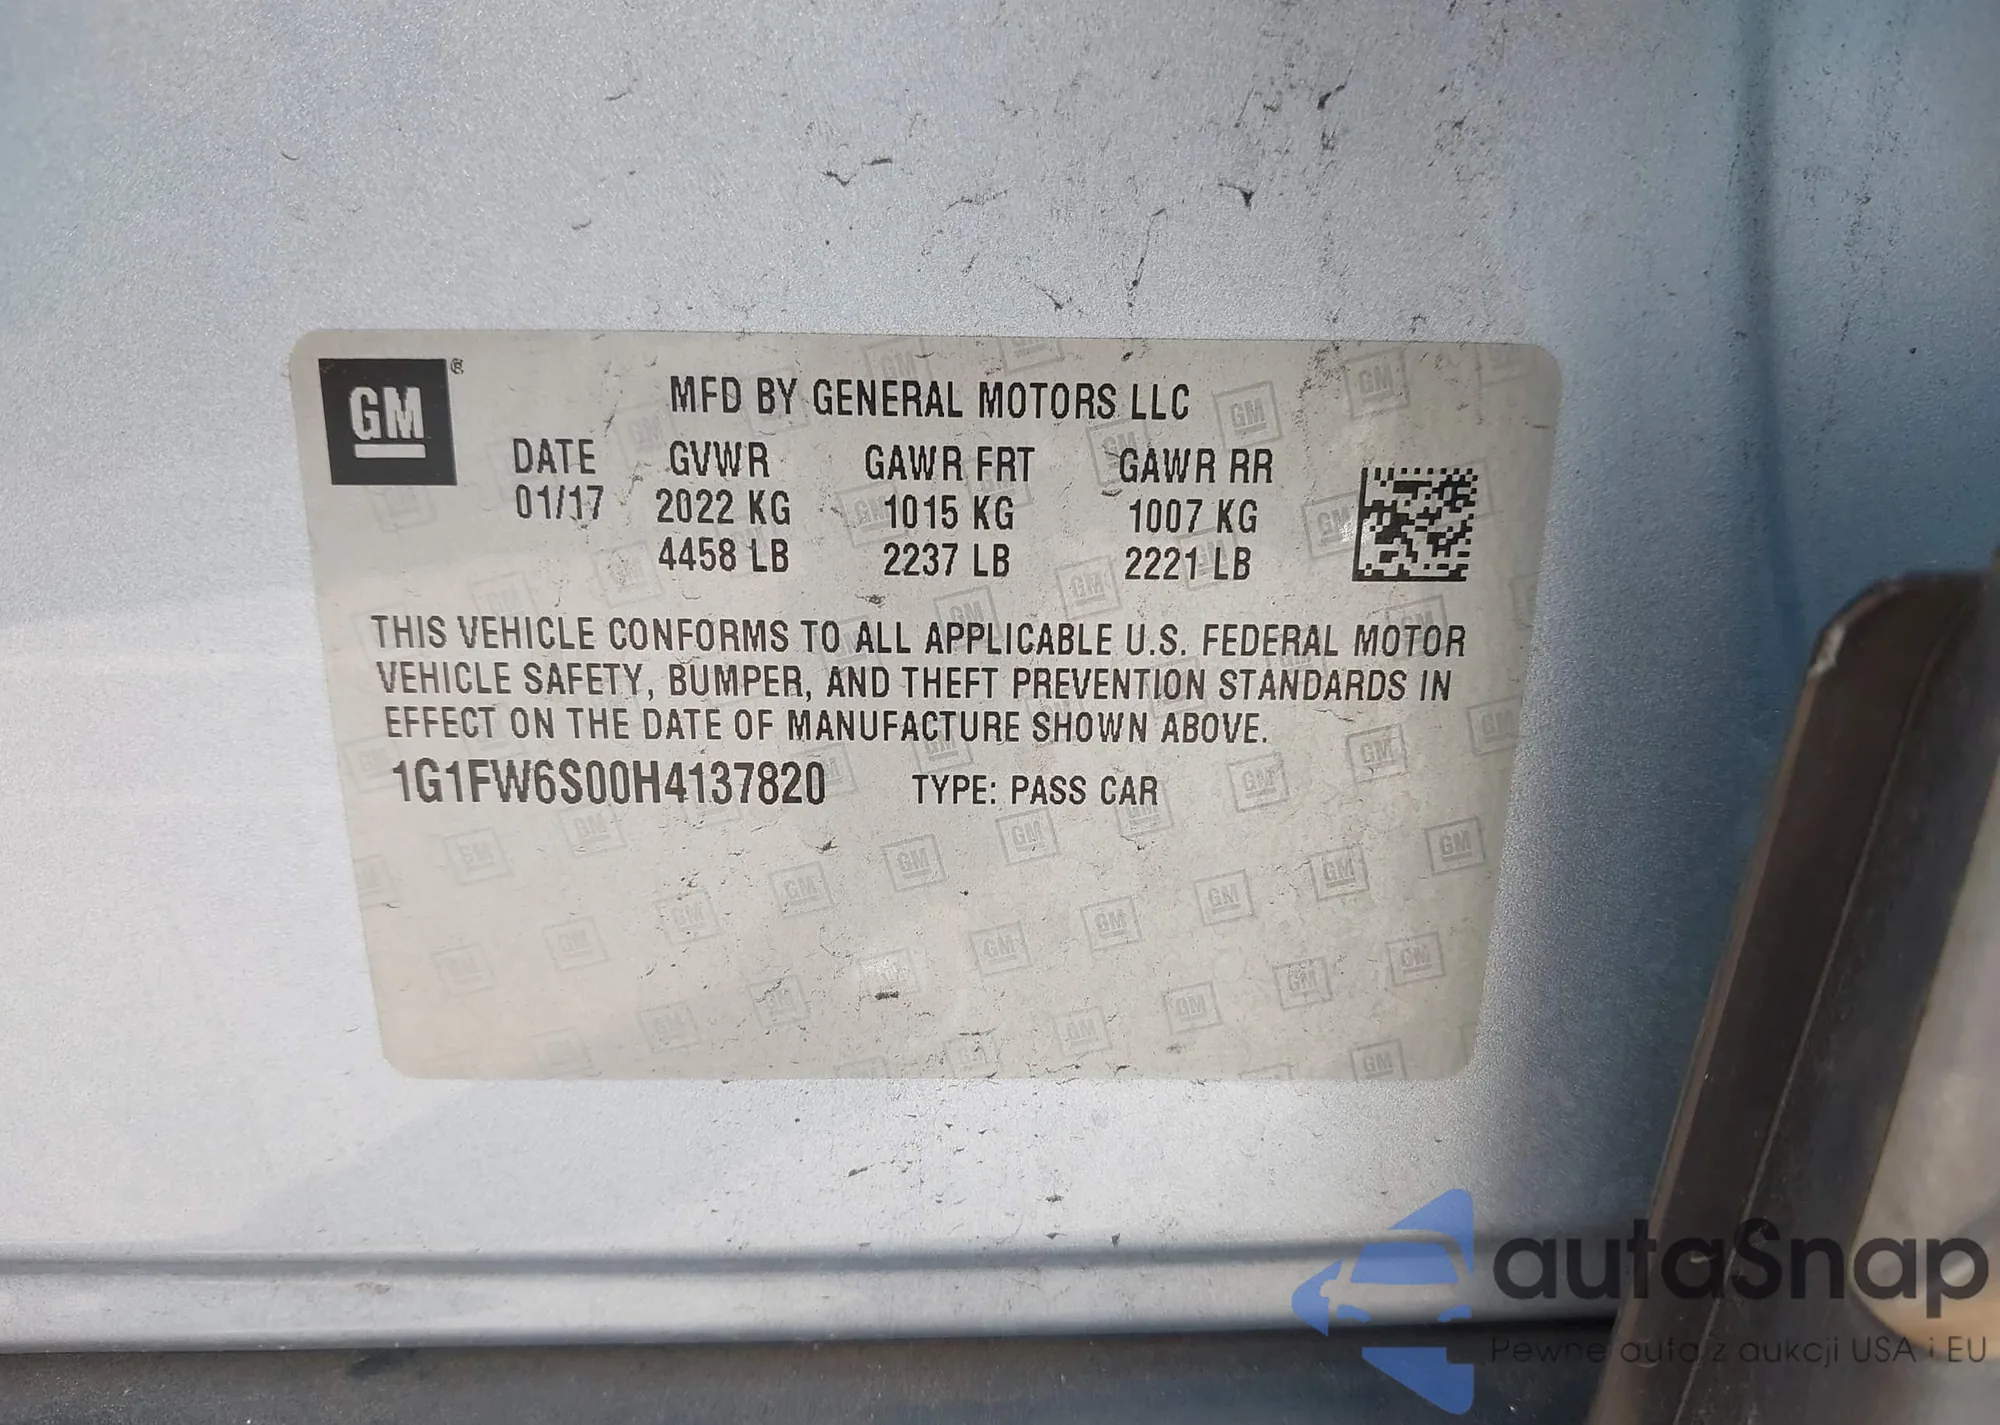 GM ®
MFD BY GENERAL MOTORS LLC
DATE GVWR GAWR FRT GAWR RR
01/17 2022 KG 1015 KG 1007 KG
4458 LB 2237 LB 2221 LB
THIS VEHICLE CONFORMS TO ALL APPLICABLE U.S. FEDERAL MOTOR
VEHICLE SAFETY, BUMPER, AND THEFT PREVENTION STANDARDS IN
EFFECT ON THE DATE OF MANUFACTURE SHOWN ABOVE.
1G1FW6S00H4137820 TYPE: PASS CAR
autaSnap
Pewne auta z aukcji USA i EU